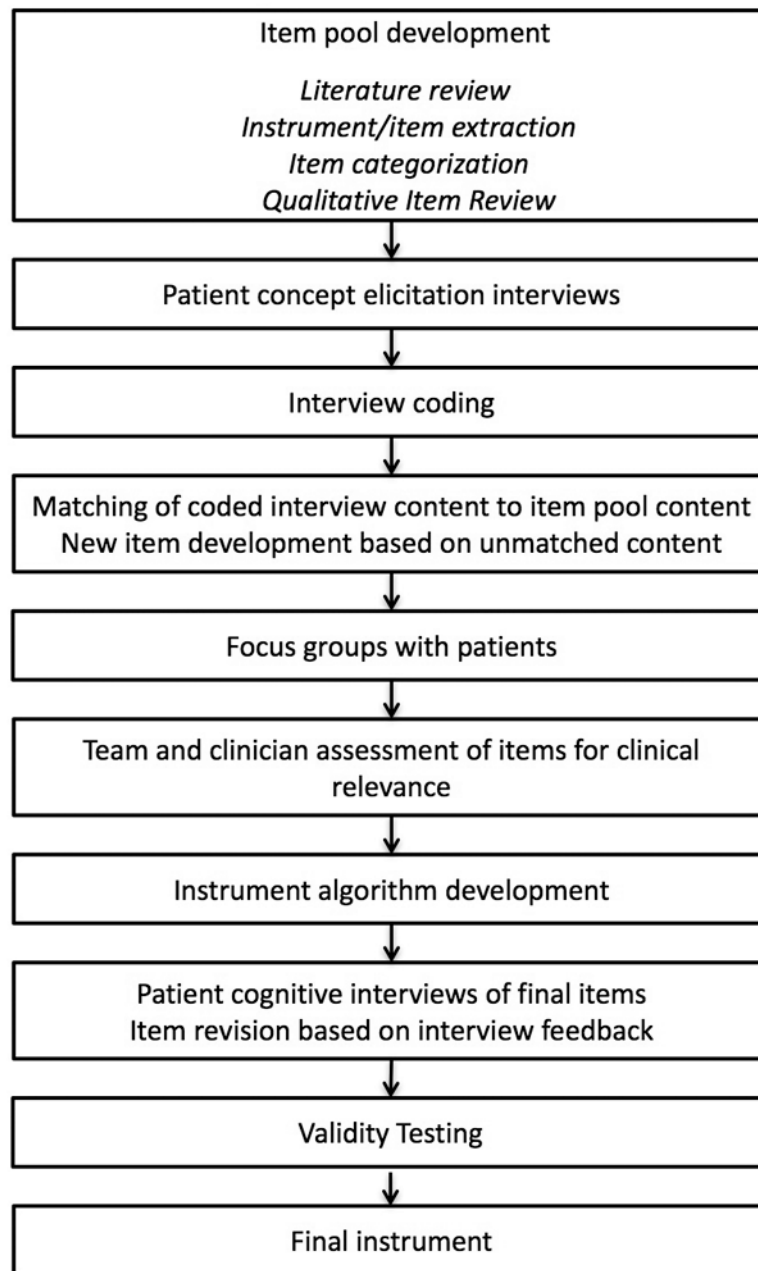 Item pool development
Literature review
Instrument/item extraction
Item categorization
Qualitative Item Review
Patient concept elicitation interviews
Interview coding
Matching of coded interview content to item pool content
New item development based on unmatched content
Focus groups with patients
Team and clinician assessment of items for clinical
relevance
Instrument algorithm development
Patient cognitive interviews of final items
Item revision based on interview feedback
Validity Testing
Final instrument